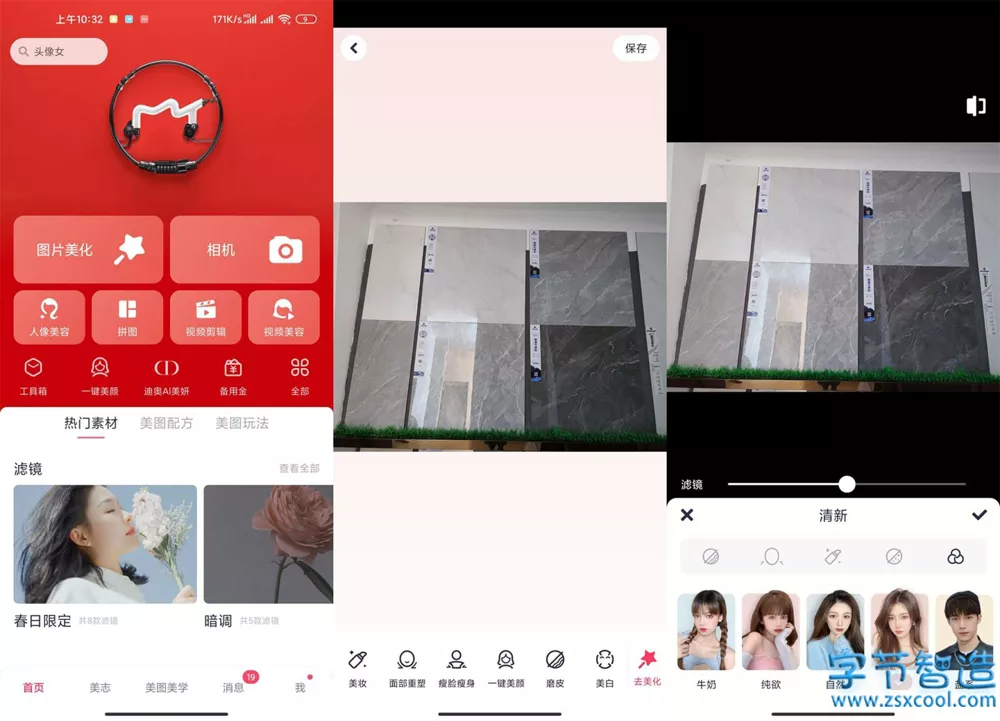 上午10:32
171K/s
9
头像女
图片美化
相机
人像美容
拼图
视频剪辑
视频美容
工具箱
一键美颜
迪奥AI美妍
备用金
全部
热门素材
美图配方
美图玩法
滤镜
查看全部
春日限定
共8款滤镜
暗调
共5款滤镜
首页
美志
美图美学
消息
19
我
保存
美妆
面部重塑
瘦脸瘦身
一键美颜
磨皮
美白
去美化
滤镜
清新
牛奶
纯欲
自然
字节智造
www.zsxcool.com